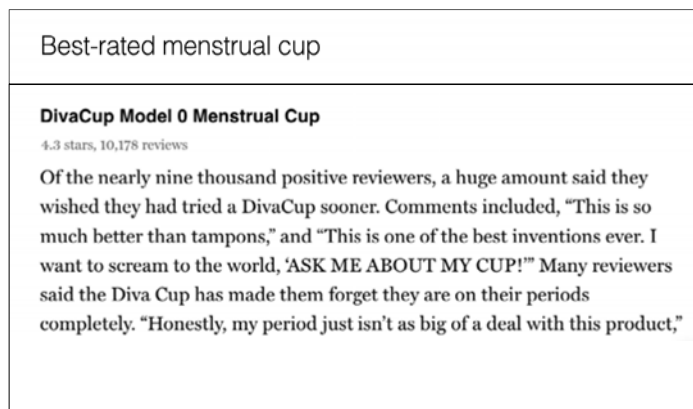 Best-rated menstrual cup
DivaCup Model 0 Menstrual Cup
4.3 stars, 10,178 reviews
Of the nearly nine thousand positive reviewers, a huge amount said they
wished they had tried a DivaCup sooner. Comments included, “This is so
much better than tampons,” and “This is one of the best inventions ever. I
want to scream to the world, ‘ASK ME ABOUT MY CUP!’” Many reviewers
said the Diva Cup has made them forget they are on their periods
completely. “Honestly, my period just isn’t as big of a deal with this product,”